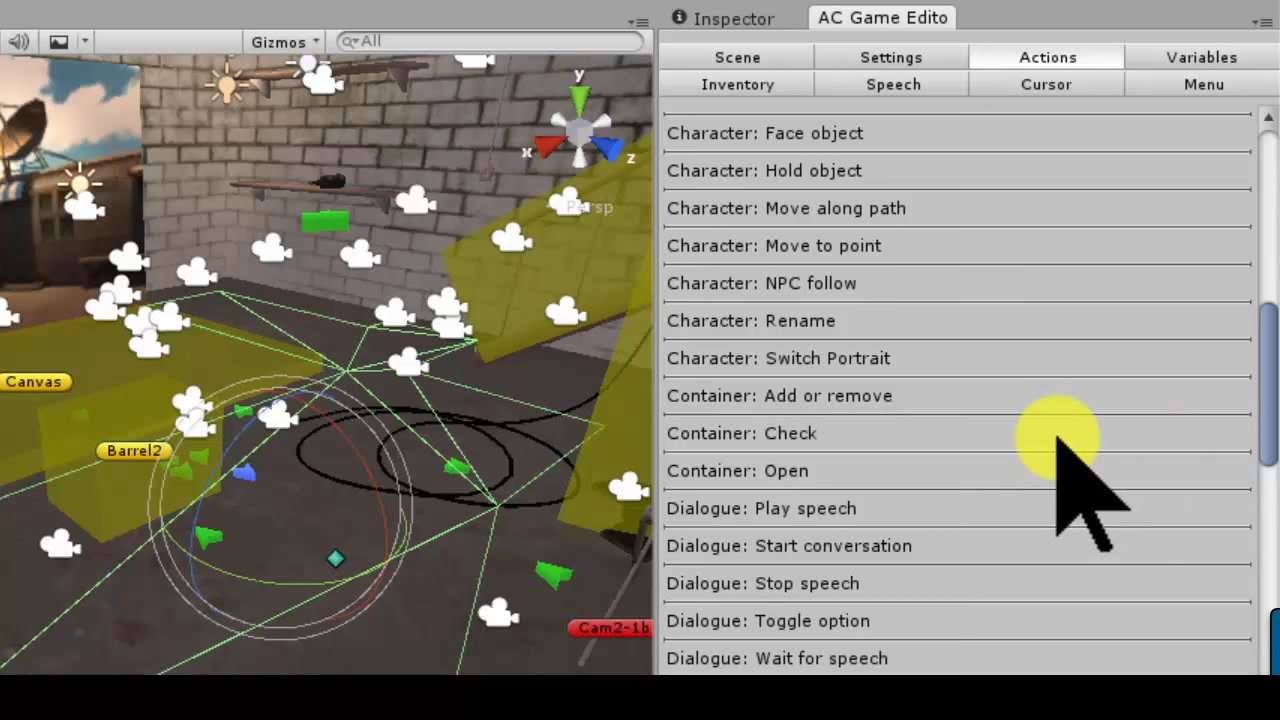 Inspector
AC Game Edito
Gizmos
All
Scene
Settings
Actions
Variables
Inventory
Speech
Cursor
Menu
y
x
z
Persp
Canvas
Barrel2
Cam2-1b
Character: Face object
Character: Hold object
Character: Move along path
Character: Move to point
Character: NPC follow
Character: Rename
Character: Switch Portrait
Container: Add or remove
Container: Check
Container: Open
Dialogue: Play speech
Dialogue: Start conversation
Dialogue: Stop speech
Dialogue: Toggle option
Dialogue: Wait for speech